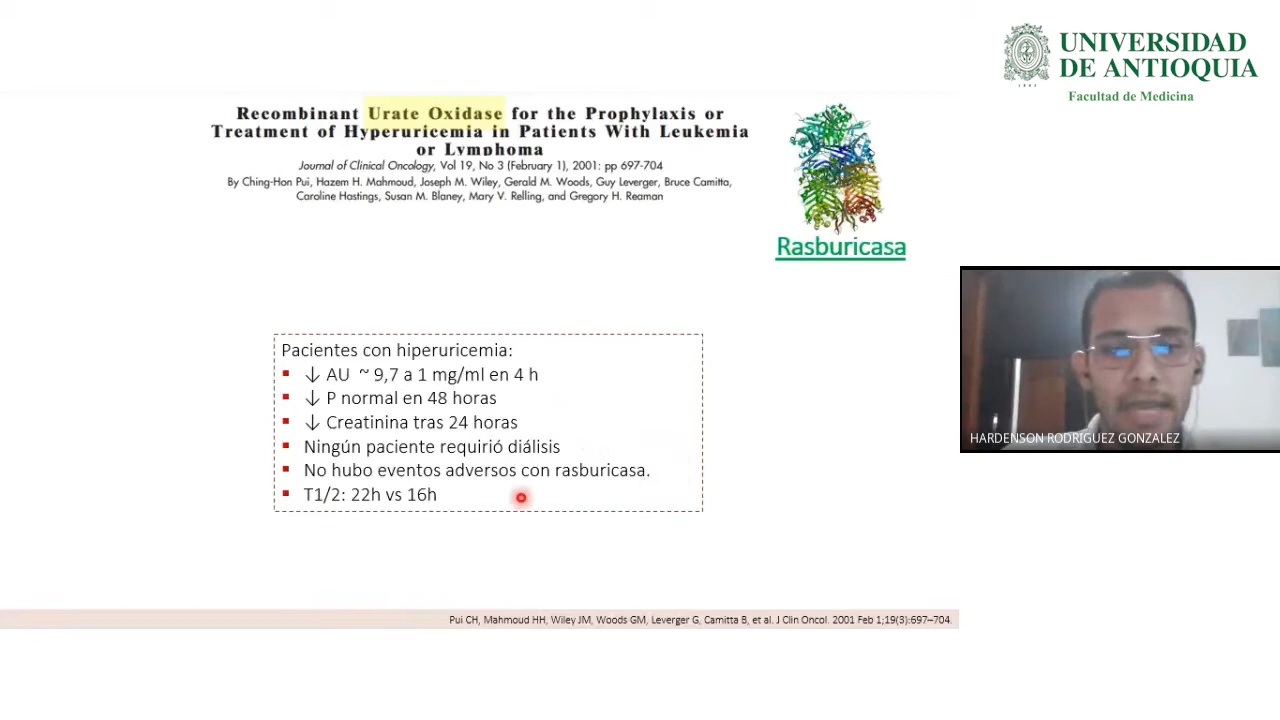 UNIVERSIDAD
DE ANTIOQUIA
1803
Facultad de Medicina
Recombinant Urate Oxidase for the Prophylaxis or
Treatment of Hyperuricemia in Patients With Leukemia
or Lymphoma
Journal of Clinical Oncology, Vol 19, No 3 (February 1), 2001: pp 697-704
By Ching-Hon Pui, Hazem H. Mahmoud, Joseph M. Wiley, Gerald M. Woods, Guy Leverger, Bruce Camitta,
Caroline Hastings, Susan M. Blaney, Mary V. Relling, and Gregory H. Reaman
Rasburicasa
Pacientes con hiperuricemia:
▪ ↓ AU ~ 9,7 a 1 mg/ml en 4 h
▪ ↓ P normal en 48 horas
▪ ↓ Creatinina tras 24 horas
▪ Ningún paciente requirió diálisis
▪ No hubo eventos adversos con rasburicasa.
▪ T1/2: 22h vs 16h
HARDENSON RODRIGUEZ GONZALEZ
Pui CH, Mahmoud HH, Wiley JM, Woods GM, Leverger G, Camitta B, et al. J Clin Oncol. 2001 Feb 1;19(3):697–704.